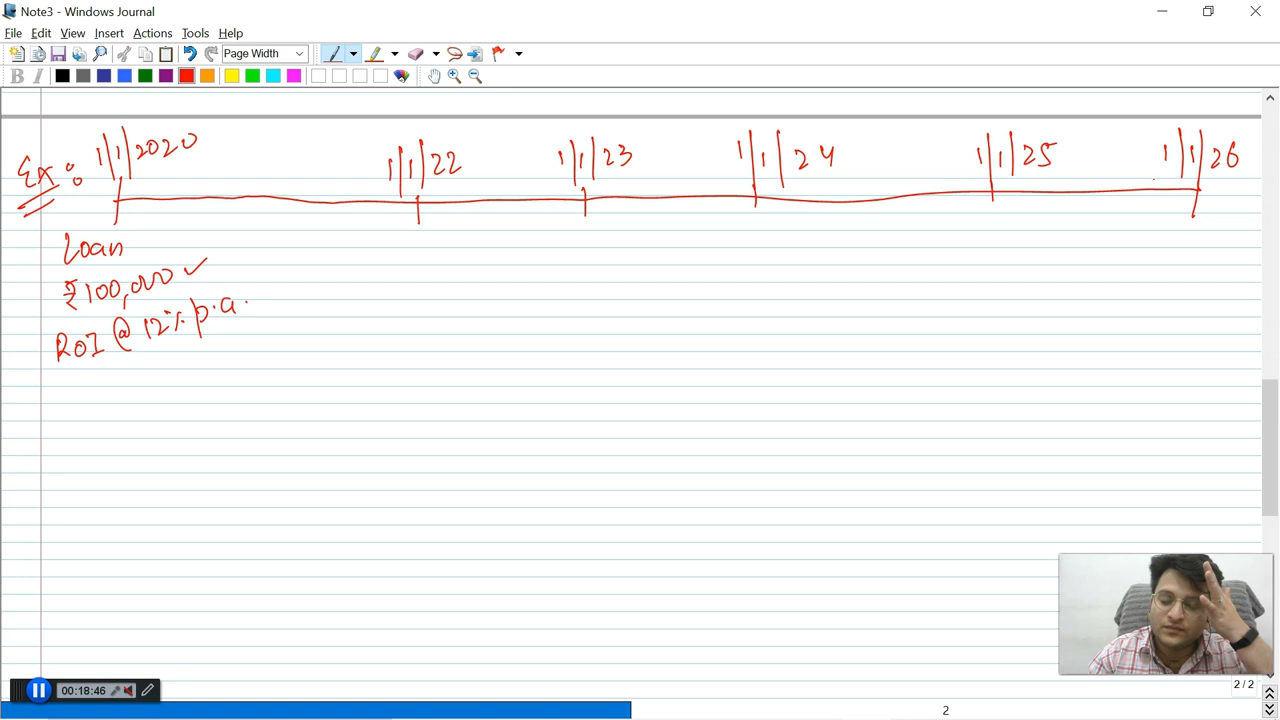 Note3 - Windows Journal
File Edit View Insert Actions Tools Help
Page Width
B I
Ex: 1|1|2020 1|1|22 1|1|23 1|1|24 1|1|25 1|1|26
Loan
₹100,000 ✓
ROI @ 12% p.a.
00:18:46
2 / 2
2